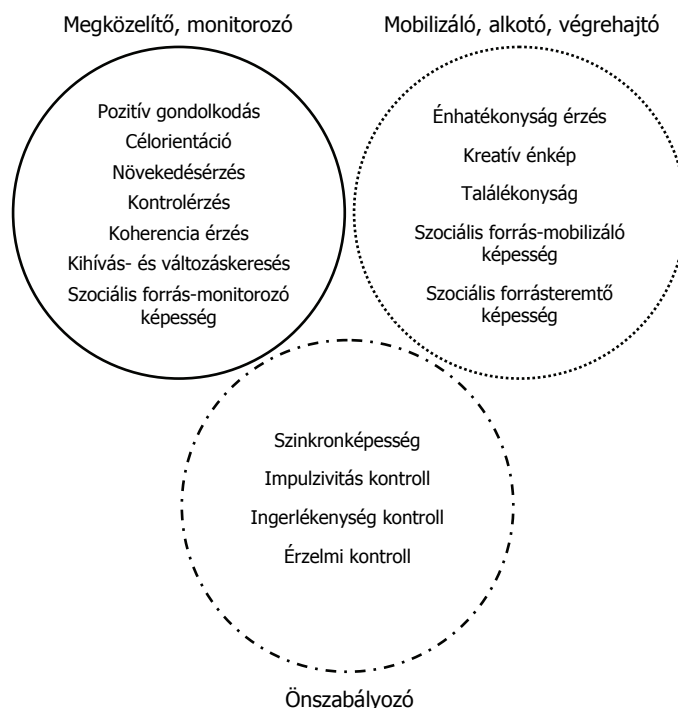 Megközelítő, monitorozó
Pozitív gondolkodás
Célorientáció
Növekedésérzés
Kontrolérzés
Koherencia érzés
Kihívás- és változáskeresés
Szociális forrás-monitorozó
képesség
Mobilizáló, alkotó, végrehajtó
Énhatékonyság érzés
Kreatív énkép
Találékonyság
Szociális forrás-mobilizáló
képesség
Szociális forrásteremtő
képesség
Szinkronképesség
Impulzivitás kontroll
Ingerlékenység kontroll
Érzelmi kontroll
Önszabályozó